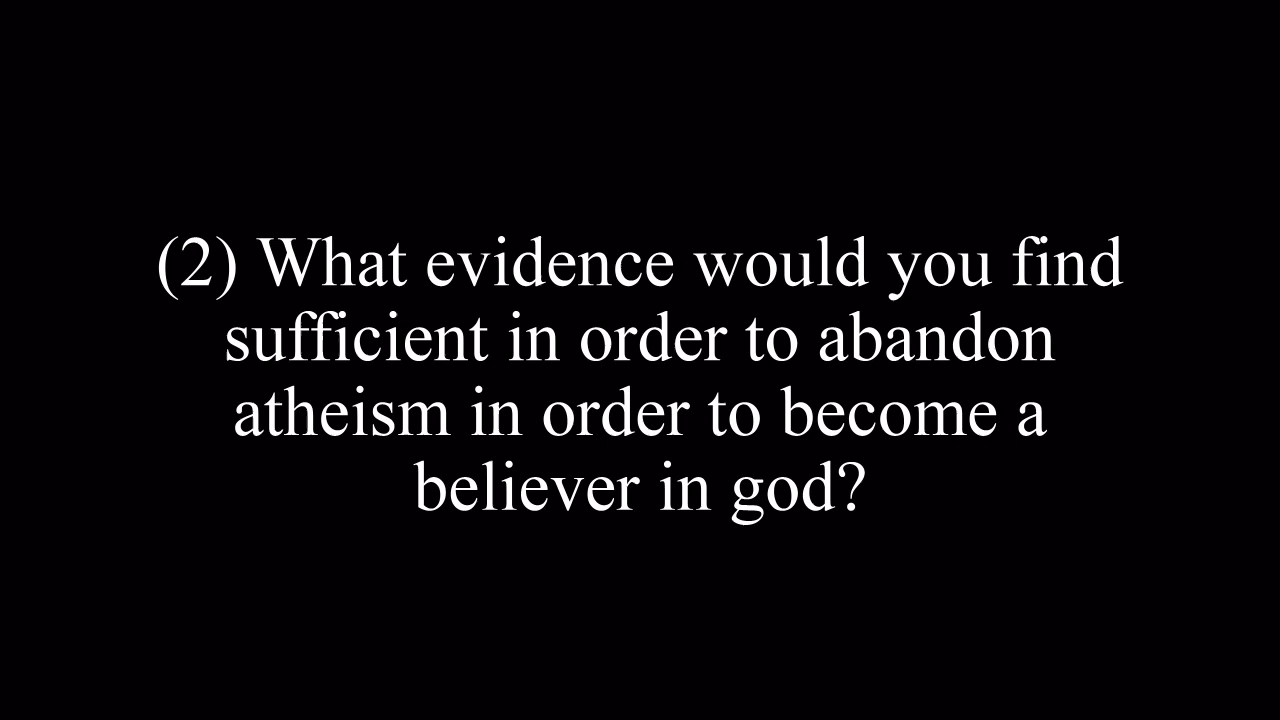 (2) What evidence would you find
sufficient in order to abandon
atheism in order to become a
believer in god?